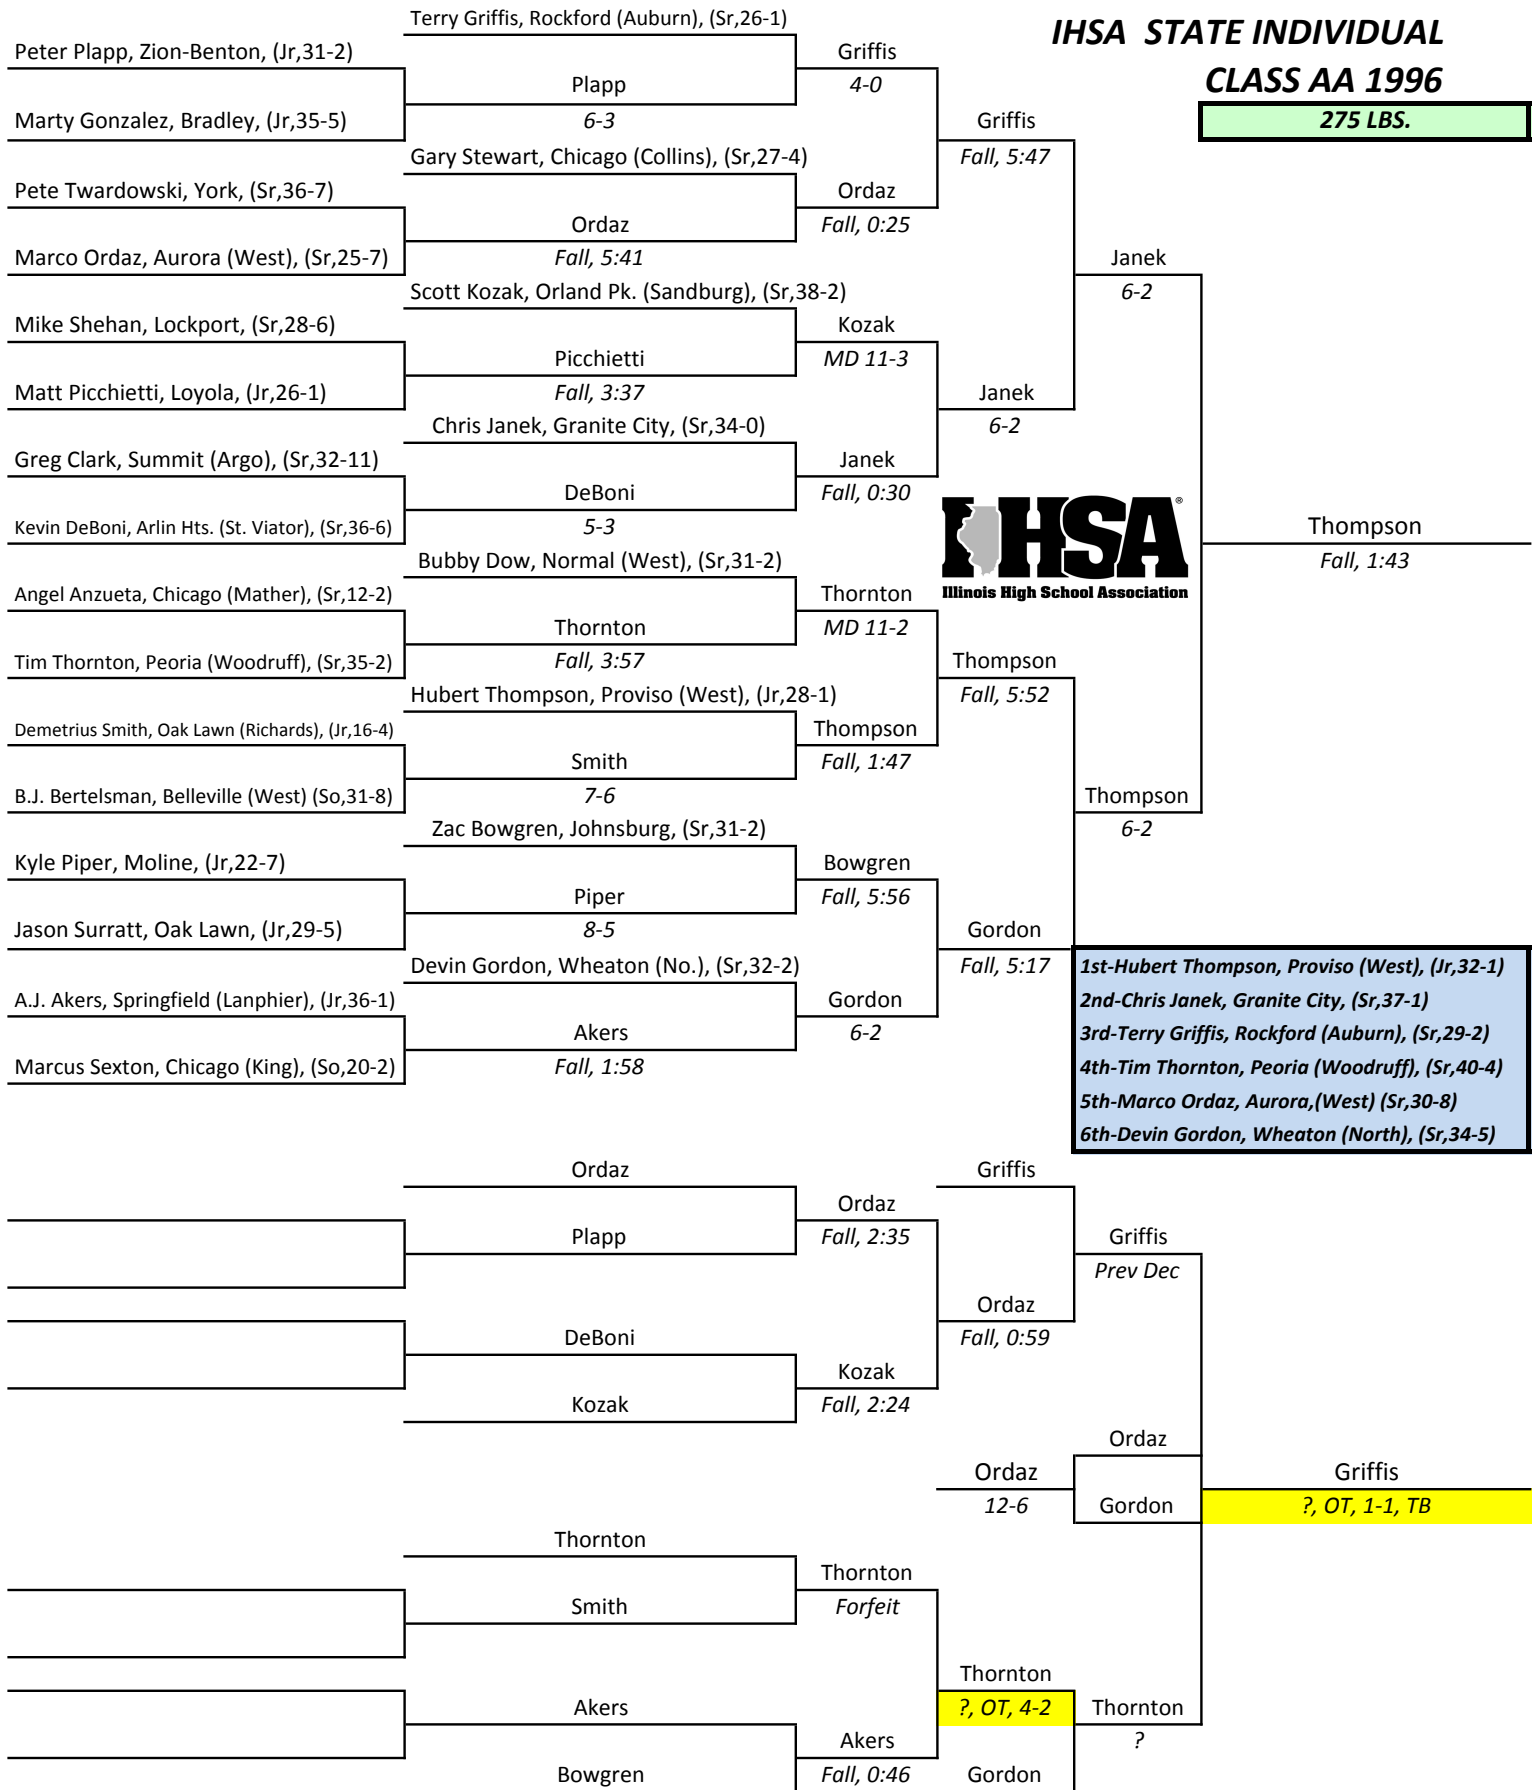 IHSA  STATE INDIVIDUAL
CLASS AA 1996
275 LBS.
Terry Griffis, Rockford (Auburn), (Sr,26-1)
Peter Plapp, Zion-Benton, (Jr,31-2)
Griffis
Plapp
4-0
Marty Gonzalez, Bradley, (Jr,35-5)
6-3
Griffis
Gary Stewart, Chicago (Collins), (Sr,27-4)
Fall, 5:47
Pete Twardowski, York, (Sr,36-7)
Ordaz
Ordaz
Fall, 0:25
Marco Ordaz, Aurora (West), (Sr,25-7)
Fall, 5:41
Janek
Scott Kozak, Orland Pk. (Sandburg), (Sr,38-2)
6-2
Mike Shehan, Lockport, (Sr,28-6)
Kozak
Picchietti
MD 11-3
Matt Picchietti, Loyola, (Jr,26-1)
Fall, 3:37
Janek
Chris Janek, Granite City, (Sr,34-0)
6-2
Greg Clark, Summit (Argo), (Sr,32-11)
Janek
DeBoni
Fall, 0:30
Kevin DeBoni, Arlin Hts. (St. Viator), (Sr,36-6)
5-3
IHSA®
Illinois High School Association
Thompson
Fall, 1:43
Bubby Dow, Normal (West), (Sr,31-2)
Angel Anzueta, Chicago (Mather), (Sr,12-2)
Thornton
Thornton
MD 11-2
Tim Thornton, Peoria (Woodruff), (Sr,35-2)
Fall, 3:57
Thompson
Hubert Thompson, Proviso (West), (Jr,28-1)
Fall, 5:52
Demetrius Smith, Oak Lawn (Richards), (Jr,16-4)
Thompson
Smith
Fall, 1:47
B.J. Bertelsman, Belleville (West) (So,31-8)
7-6
Thompson
Zac Bowgren, Johnsburg, (Sr,31-2)
6-2
Kyle Piper, Moline, (Jr,22-7)
Bowgren
Piper
Fall, 5:56
Jason Surratt, Oak Lawn, (Jr,29-5)
8-5
Gordon
Devin Gordon, Wheaton (No.), (Sr,32-2)
Fall, 5:17
A.J. Akers, Springfield (Lanphier), (Jr,36-1)
Gordon
Akers
6-2
Marcus Sexton, Chicago (King), (So,20-2)
Fall, 1:58
1st-Hubert Thompson, Proviso (West), (Jr,32-1)
2nd-Chris Janek, Granite City, (Sr,37-1)
3rd-Terry Griffis, Rockford (Auburn), (Sr,29-2)
4th-Tim Thornton, Peoria (Woodruff), (Sr,40-4)
5th-Marco Ordaz, Aurora,(West) (Sr,30-8)
6th-Devin Gordon, Wheaton (North), (Sr,34-5)
Ordaz
Griffis
Ordaz
Plapp
Fall, 2:35
Griffis
Prev Dec
Ordaz
DeBoni
Fall, 0:59
Kozak
Kozak
Fall, 2:24
Ordaz
Ordaz
Griffis
12-6
Gordon
?, OT, 1-1, TB
Thornton
Thornton
Smith
Forfeit
Thornton
Akers
?, OT, 4-2
Thornton
Akers
?
Bowgren
Fall, 0:46
Gordon